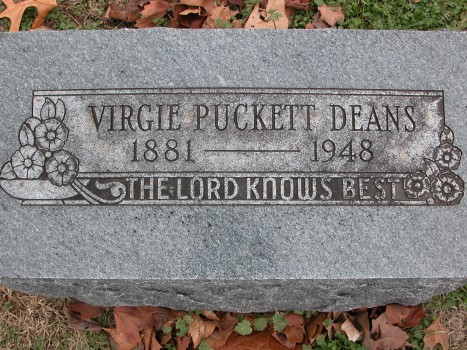 VIRGIE PUCKETT DEANS
1881 — 1948
THE LORD KNOWS BEST